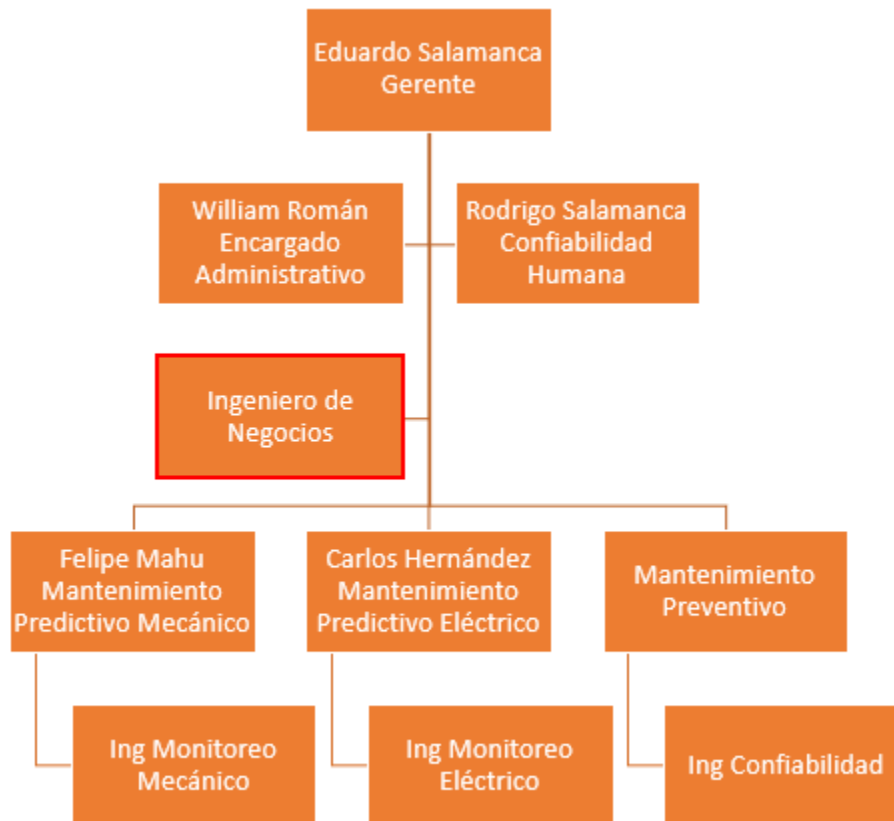 Eduardo Salamanca
Gerente
William Román
Encargado
Administrativo
Rodrigo Salamanca
Confiabilidad
Humana
Ingeniero de
Negocios
Felipe Mahu
Mantenimiento
Predictivo Mecánico
Carlos Hernández
Mantenimiento
Predictivo Eléctrico
Mantenimiento
Preventivo
Ing Monitoreo
Mecánico
Ing Monitoreo
Eléctrico
Ing Confiabilidad